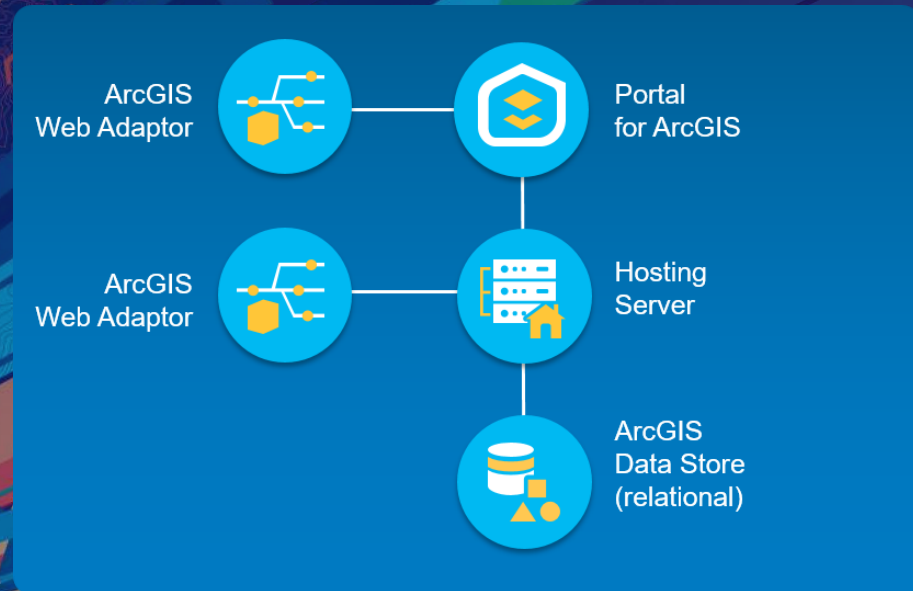 ArcGIS
Web Adaptor
Portal
for ArcGIS
ArcGIS
Web Adaptor
Hosting
Server
ArcGIS
Data Store
(relational)